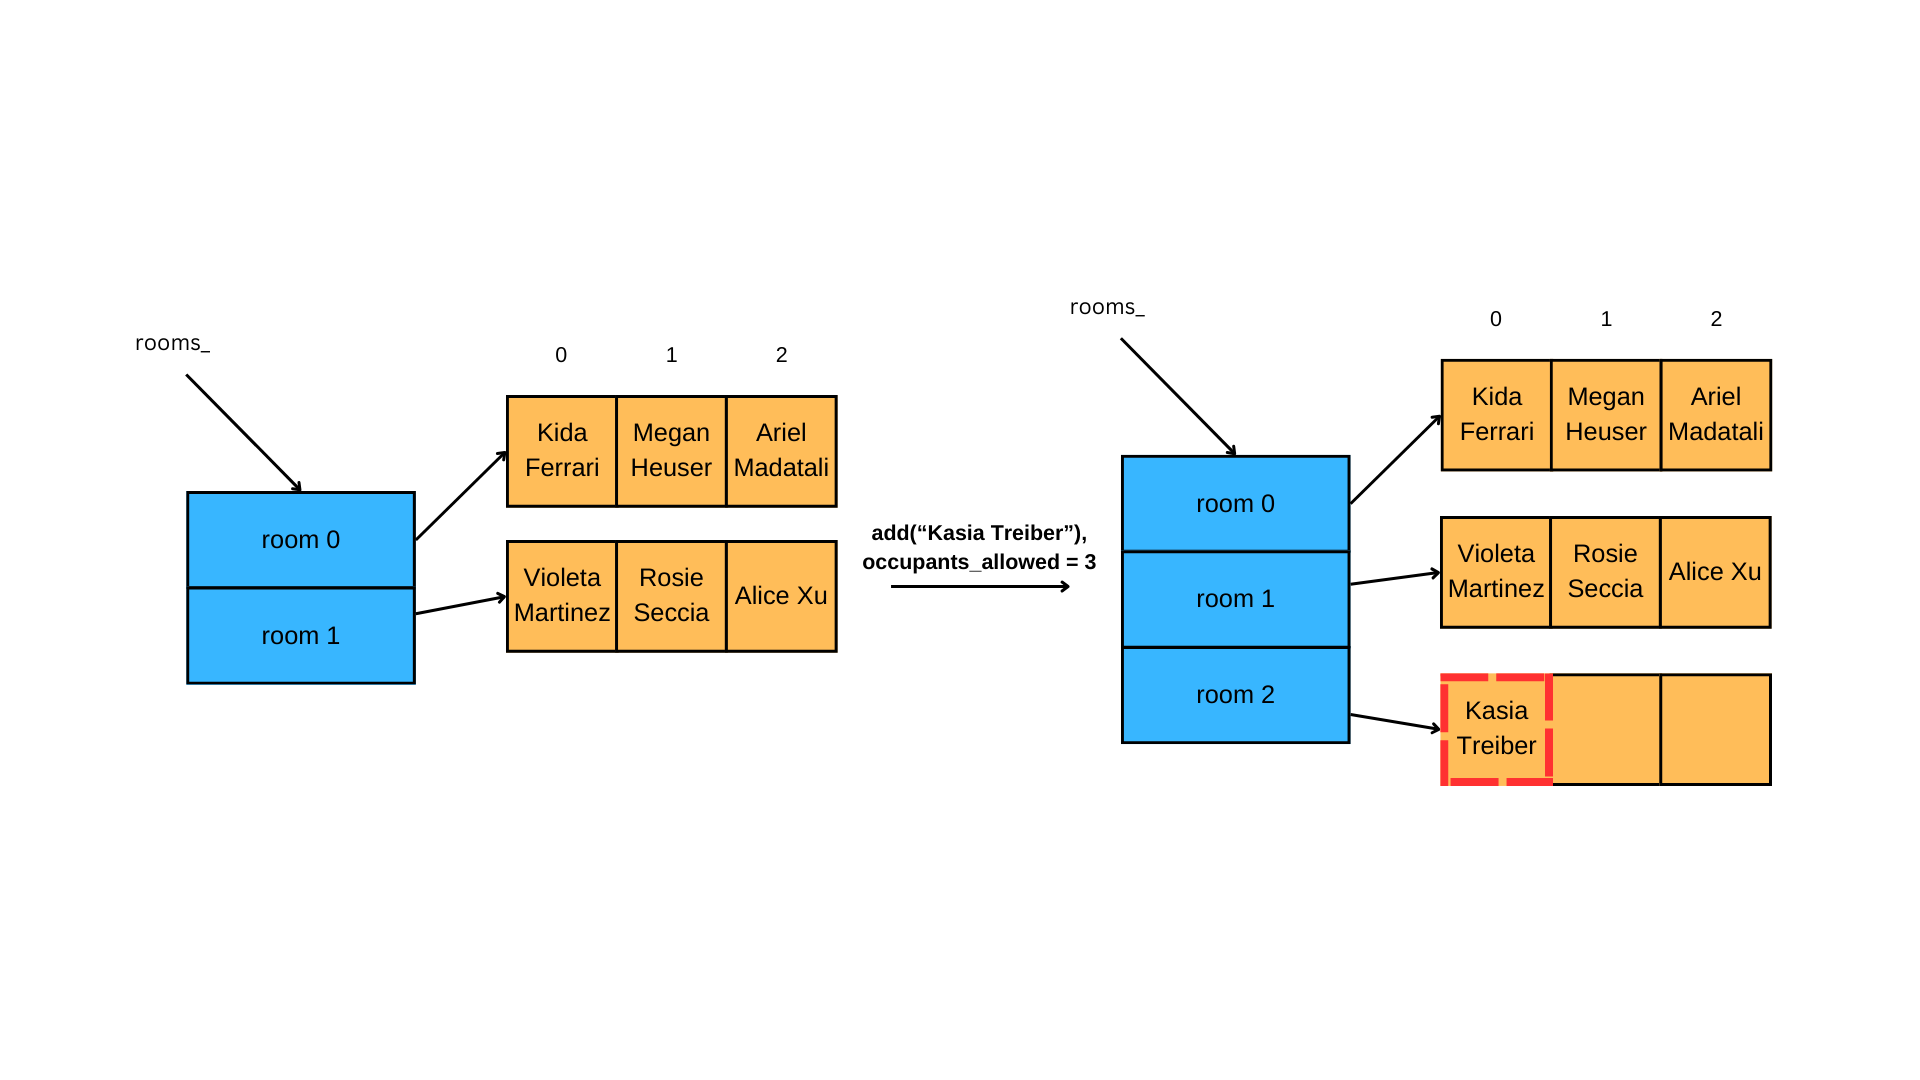 rooms_
0 1 2
Kida
Ferrari
Megan
Heuser
Ariel
Madatali
room 0
Violeta
Martinez
Rosie
Seccia
Alice Xu
room 1
add(“Kasia Treiber”),
occupants_allowed = 3
rooms_
0 1 2
Kida
Ferrari
Megan
Heuser
Ariel
Madatali
room 0
Violeta
Martinez
Rosie
Seccia
Alice Xu
room 1
room 2
Kasia
Treiber